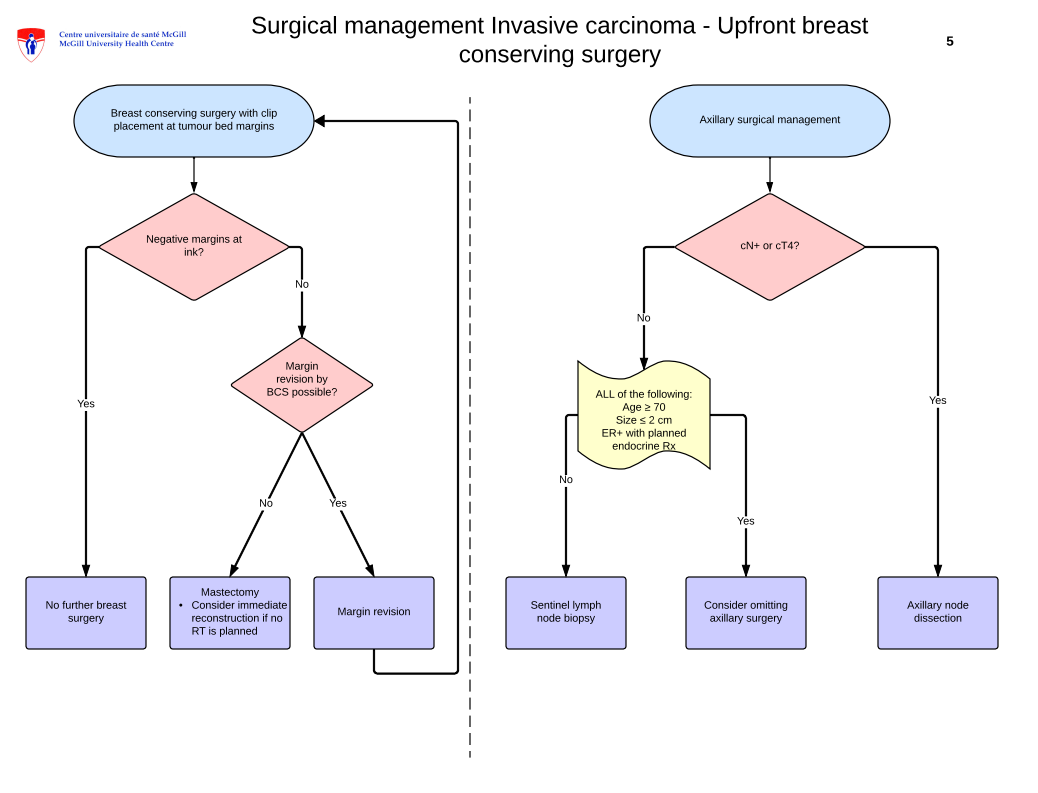 Centre universitaire de santé McGill
McGill University Health Centre
Surgical management Invasive carcinoma - Upfront breast
conserving surgery
5
Breast conserving surgery with clip
placement at tumour bed margins
Negative margins at
ink?
No
Margin
revision by
BCS possible?
Yes
No
Yes
No further breast
surgery
Mastectomy
• Consider immediate
reconstruction if no
RT is planned
Margin revision
Axillary surgical management
cN+ or cT4?
No
Yes
ALL of the following:
Age ≥ 70
Size ≤ 2 cm
ER+ with planned
endocrine Rx
No
Yes
Sentinel lymph
node biopsy
Consider omitting
axillary surgery
Axillary node
dissection